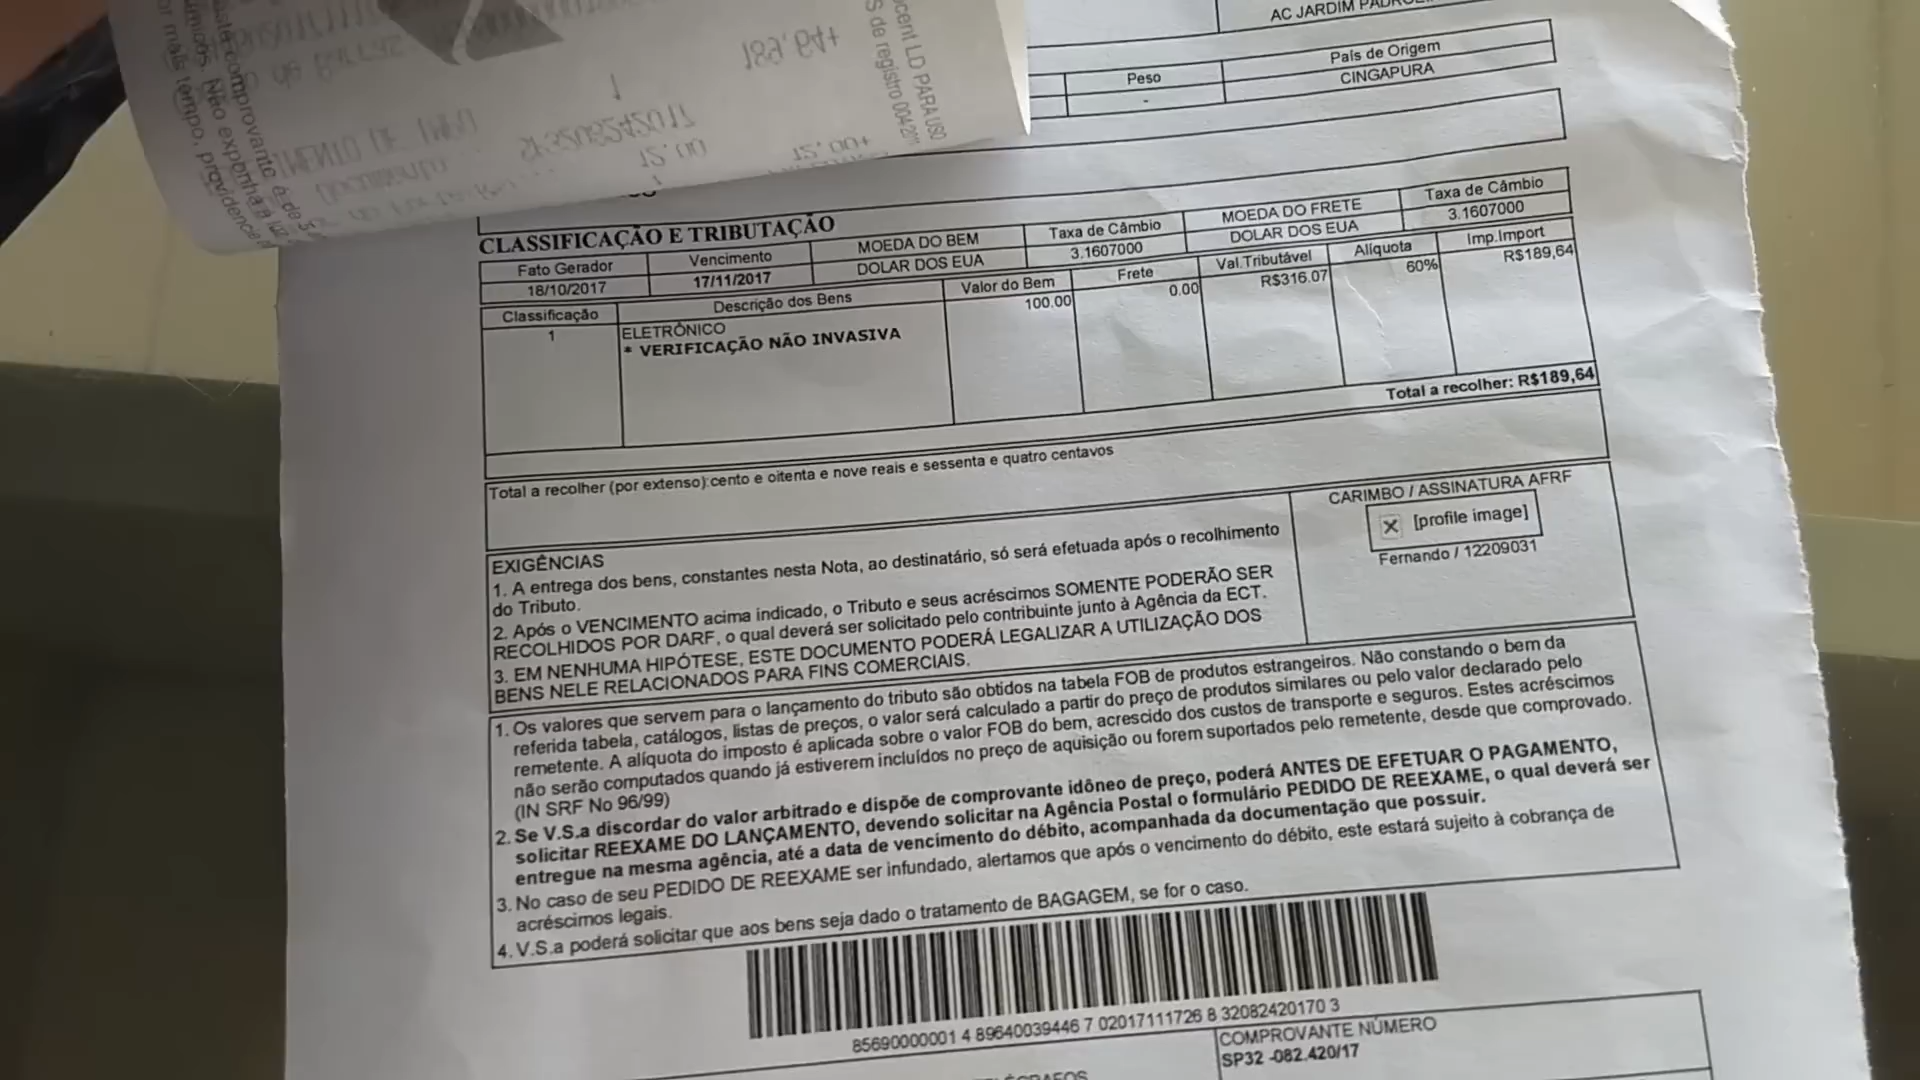 AC JARDIM
Peso
País de Origem
-
CINGAPURA
CLASSIFICAÇÃO E TRIBUTAÇÃO
Fato Gerador
Vencimento
MOEDA DO BEM
Taxa de Câmbio
MOEDA DO FRETE
Taxa de Câmbio
18/10/2017
17/11/2017
DOLAR DOS EUA
3.1607000
DOLAR DOS EUA
3.1607000
Classificação
Descrição dos Bens
Valor do Bem
Frete
Val.Tributável
Alíquota
Imp.Import
1
ELETRÔNICO
100.00
0.00
R$316.07
60%
R$189,64
* VERIFICAÇÃO NÃO INVASIVA
Total a recolher: R$189,64
Total a recolher (por extenso):cento e oitenta e nove reais e sessenta e quatro centavos
CARIMBO / ASSINATURA AFRF
[profile image]
Fernando / 12209031
EXIGÊNCIAS
1. A entrega dos bens, constantes nesta Nota, ao destinatário, só será efetuada após o recolhimento
do Tributo.
2. Após o VENCIMENTO acima indicado, o Tributo e seus acréscimos SOMENTE PODERÃO SER
RECOLHIDOS POR DARF, o qual deverá ser solicitado pelo contribuinte junto à Agência da ECT.
3. EM NENHUMA HIPÓTESE, ESTE DOCUMENTO PODERÁ LEGALIZAR A UTILIZAÇÃO DOS
BENS NELE RELACIONADOS PARA FINS COMERCIAIS.
1. Os valores que servem para o lançamento do tributo são obtidos na tabela FOB de produtos estrangeiros. Não constando o bem da
referida tabela, catálogos, listas de preços, o valor será calculado a partir do preço de produtos similares ou pelo valor declarado pelo
remetente. A alíquota do imposto é aplicada sobre o valor FOB do bem, acrescido dos custos de transporte e seguros. Estes acréscimos
não serão computados quando já estiverem incluídos no preço de aquisição ou forem suportados pelo remetente, desde que comprovado.
(IN SRF No 96/99)
2. Se V.S.a discordar do valor arbitrado e dispõe de comprovante idôneo de preço, poderá ANTES DE EFETUAR O PAGAMENTO,
solicitar REEXAME DO LANÇAMENTO, devendo solicitar na Agência Postal o formulário PEDIDO DE REEXAME, o qual deverá ser
entregue na mesma agência, até a data de vencimento do débito, acompanhada da documentação que possuir.
3. No caso de seu PEDIDO DE REEXAME ser infundado, alertamos que após o vencimento do débito, este estará sujeito à cobrança de
acréscimos legais.
4. V.S.a poderá solicitar que aos bens seja dado o tratamento de BAGAGEM, se for o caso.
85690000001 4 89640039446 7 02017111726 8 32082420170 3
COMPROVANTE NÚMERO
SP32 -082.420/17